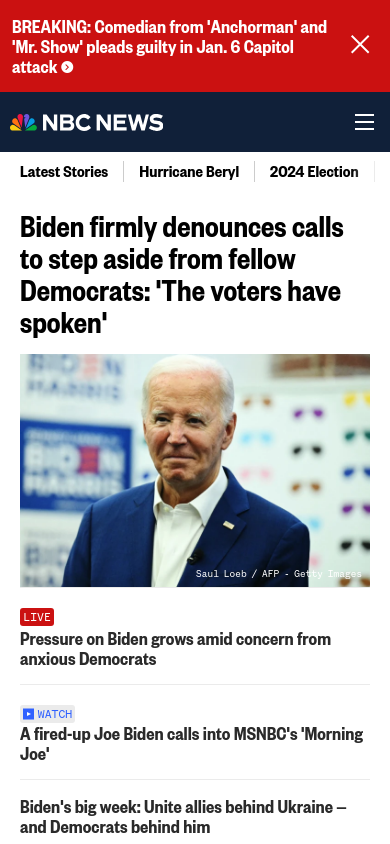 BREAKING: Comedian from 'Anchorman' and
'Mr. Show' pleads guilty in Jan. 6 Capitol
attack
NBC NEWS
Latest Stories
Hurricane Beryl
2024 Election
Biden firmly denounces calls
to step aside from fellow
Democrats: 'The voters have
spoken'
BIDEN
HARRIS
BIDEN
HARRIS
Saul Loeb / AFP - Getty Images
LIVE
Pressure on Biden grows amid concern from
anxious Democrats
WATCH
A fired-up Joe Biden calls into MSNBC's 'Morning
Joe'
Biden's big week: Unite allies behind Ukraine —
and Democrats behind him